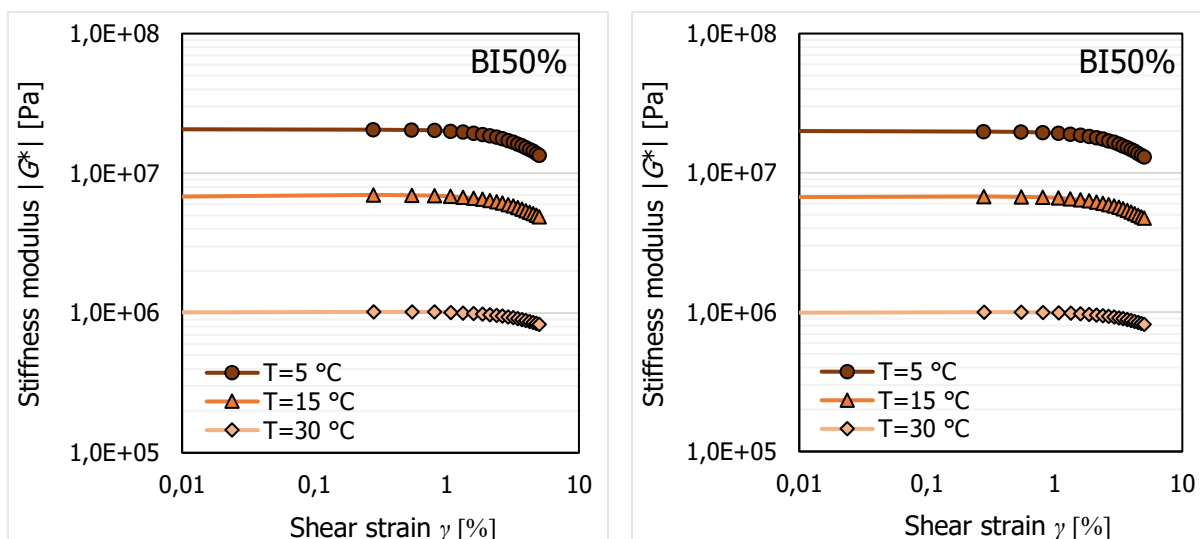 1,0E+08
BI50%
1,0E+07
1,0E+06
1,0E+05
Stiffness modulus |G*| [Pa]
T=5 °C
T=15 °C
T=30 °C
0,01
0,1
1
10
Shear strain γ [%]
1,0E+08
BI50%
1,0E+07
1,0E+06
1,0E+05
Stiffness modulus |G*| [Pa]
T=5 °C
T=15 °C
T=30 °C
0,01
0,1
1
10
Shear strain γ [%]